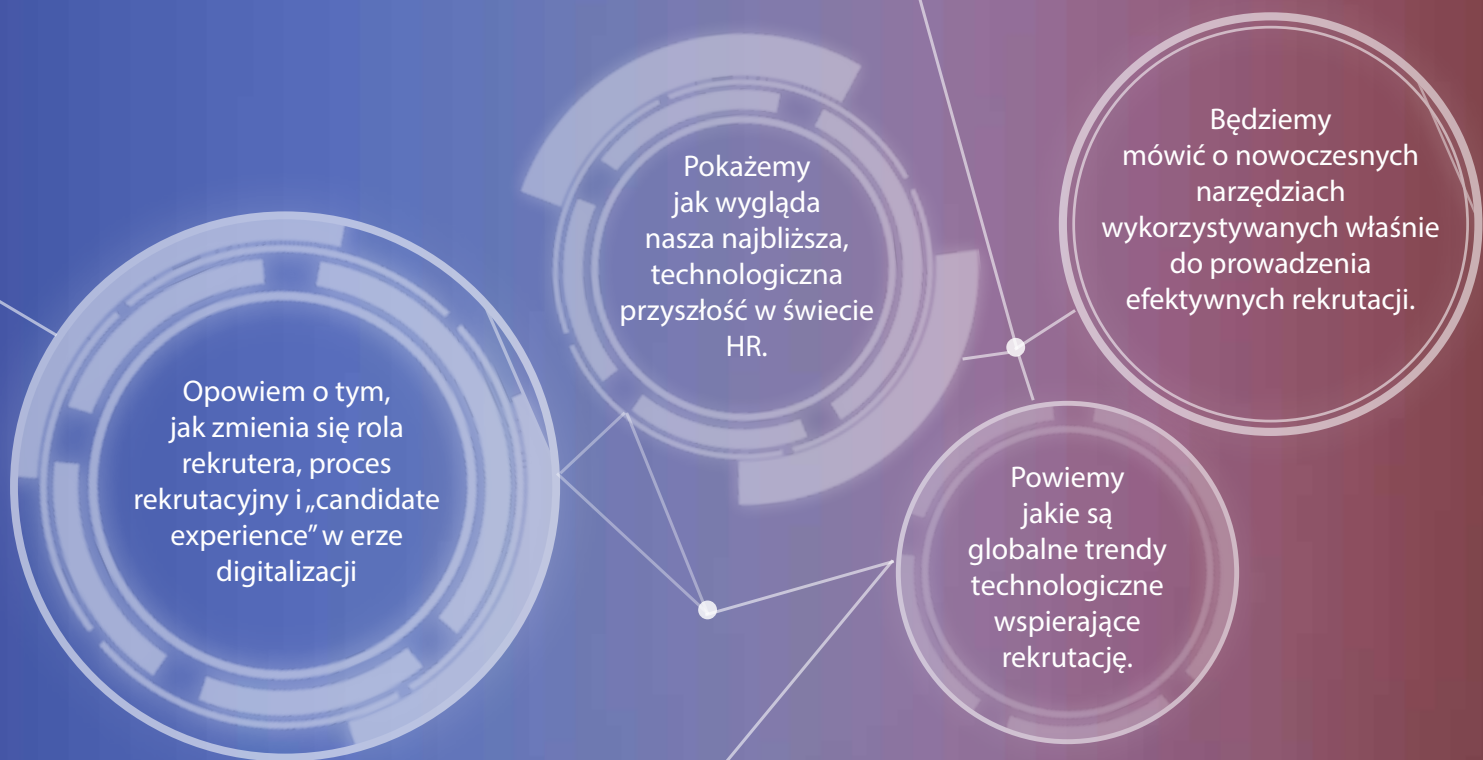 Opowiem o tym,
jak zmienia się rola
rekrutera, proces
rekrutacyjny i „candidate
experience” w erze
digitalizacji
Pokażemy
jak wygląda
nasza najbliższa,
technologiczna
przyszłość w świecie
HR.
Powiemy
jakie są
globalne trendy
technologiczne
wspierające
rekrutację.
Będziemy
mówić o nowoczesnych
narzędziach
wykorzystywanych właśnie
do prowadzenia
efektywnych rekrutacji.